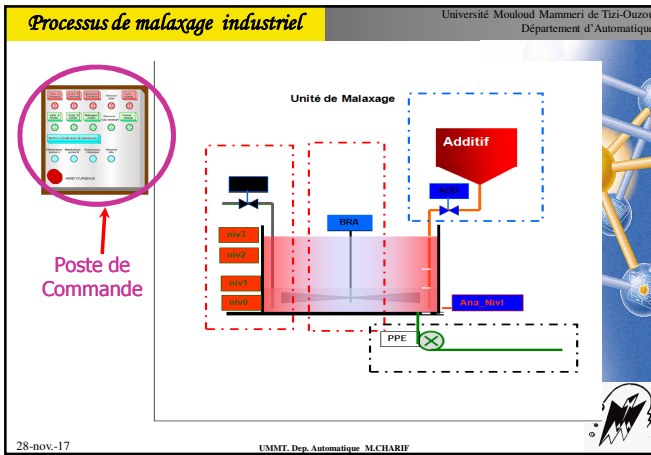 Processus de malaxage industriel
Université Mouloud Mammeri de Tizi-Ouzou
Département d'Automatique
Unité de Malaxage
Additif
ADD
BRA
niv3
niv2
niv1
niv0
Ana_Nivl
PPE
ARRET D'URGENCE
Poste de
Commande
28-nov.-17
UMMT. Dep. Automatique M.CHARIF